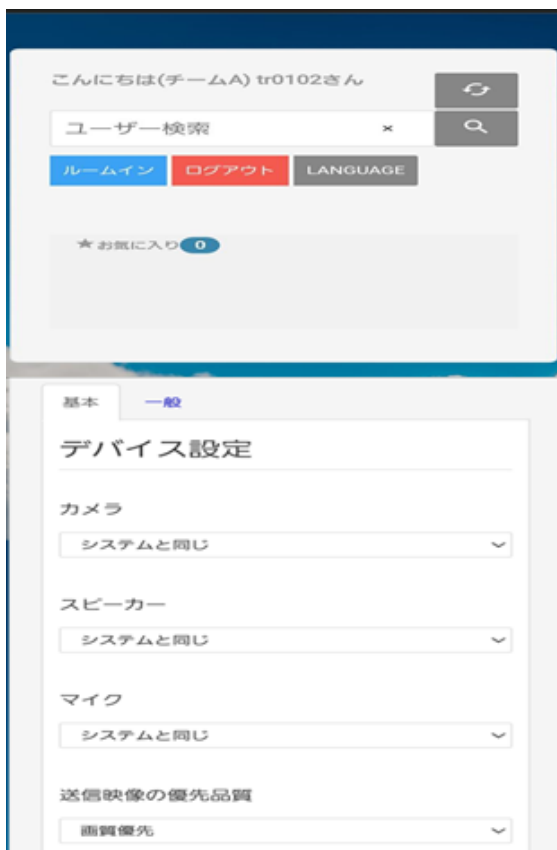 こんにちは(チームA) tr0102さん
ユーザー検索 ×
ルームイン ログアウト LANGUAGE
★お気に入り 0
基本 一般
デバイス設定
カメラ
システムと同じ
スピーカー
システムと同じ
マイク
システムと同じ
送信映像の優先品質
画質優先